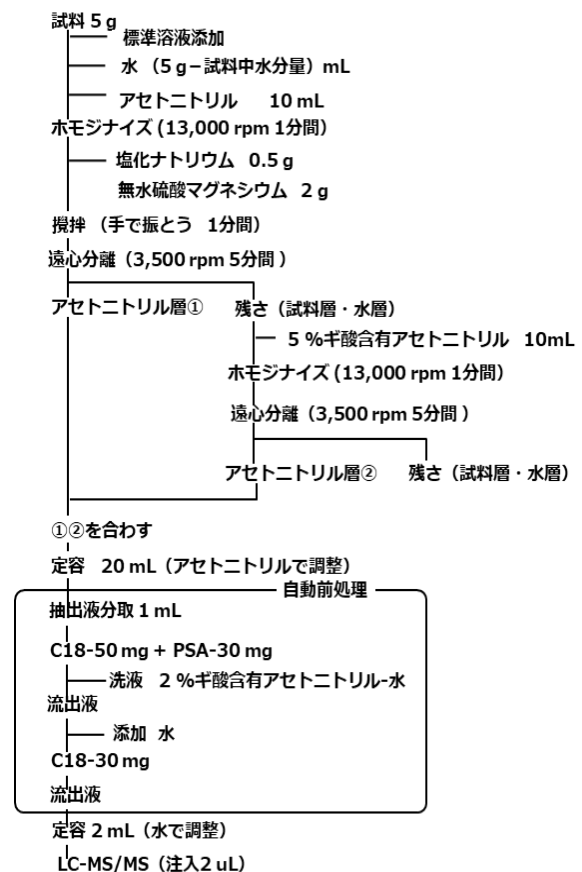 試料 5 g
標準溶液添加
水 （5 g－試料中水分量）mL
アセトニトリル 10 mL
ホモジナイズ (13,000 rpm 1分間）
塩化ナトリウム 0.5 g
無水硫酸マグネシウム 2 g
攪拌 （手で振とう 1分間）
遠心分離（3,500 rpm 5分間 ）
アセトニトリル層①
残さ（試料層・水層）
5 %ギ酸含有アセトニトリル 10mL
ホモジナイズ (13,000 rpm 1分間）
遠心分離（3,500 rpm 5分間 ）
アセトニトリル層②
残さ（試料層・水層）
①②を合わす
定容 20 mL（アセトニトリルで調整）
自動前処理
抽出液分取 1 mL
C18-50 mg + PSA-30 mg
洗液 2 %ギ酸含有アセトニトリル-水
流出液
添加 水
C18-30 mg
流出液
定容 2 mL（水で調整）
LC-MS/MS（注入2 uL）